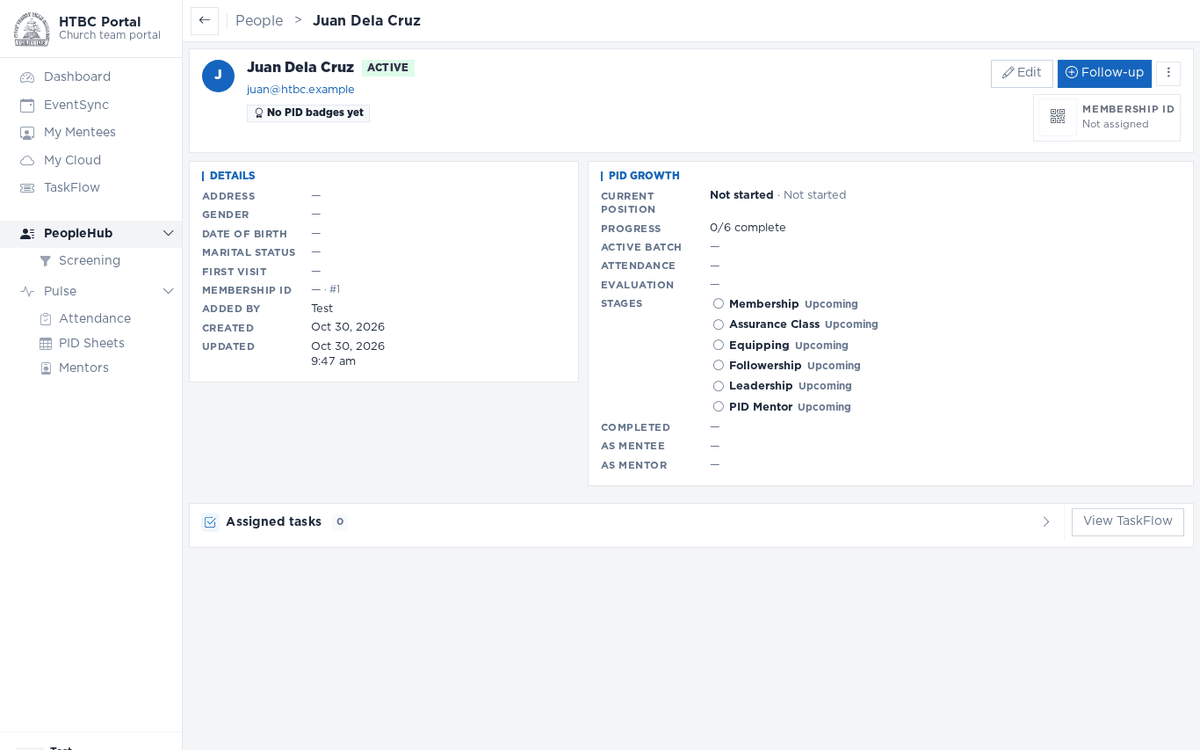 HTBC Portal
Church team portal
Dashboard
EventSync
My Mentees
My Cloud
TaskFlow
PeopleHub
Screening
Pulse
Attendance
PID Sheets
Mentors
People > Juan Dela Cruz
J
Juan Dela Cruz ACTIVE
juan@htbc.example
No PID badges yet
Edit
Follow-up
MEMBERSHIP ID
Not assigned
DETAILS
ADDRESS —
GENDER —
DATE OF BIRTH —
MARITAL STATUS —
FIRST VISIT —
MEMBERSHIP ID — · #1
ADDED BY Test
CREATED Oct 30, 2026
UPDATED Oct 30, 2026
9:47 am
PID GROWTH
CURRENT POSITION Not started · Not started
PROGRESS 0/6 complete
ACTIVE BATCH —
ATTENDANCE —
EVALUATION —
STAGES
Membership Upcoming
Assurance Class Upcoming
Equipping Upcoming
Followership Upcoming
Leadership Upcoming
PID Mentor Upcoming
COMPLETED —
AS MENTEE —
AS MENTOR —
Assigned tasks 0
View TaskFlow